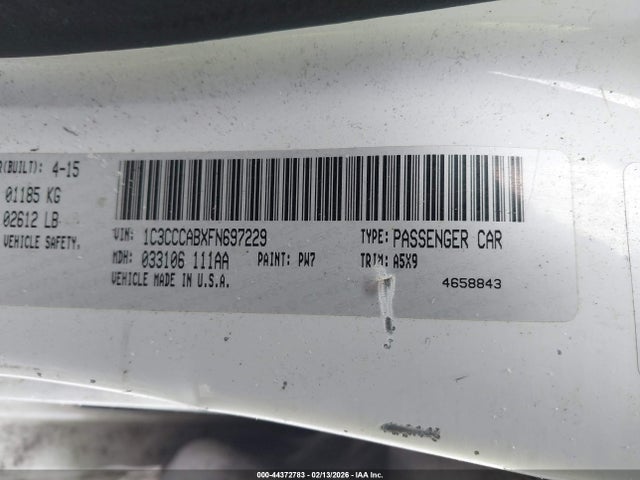 R(BUILT): 4-15
01185 KG
02612 LB
VEHICLE SAFETY.
VIN: 1C3CCCABXFN697229 TYPE: PASSENGER CAR
MDH: 033106 111AA PAINT: PW7 TRIM: A5X9
VEHICLE MADE IN U.S.A. 4658843
000-44372783 - 02/13/2026 - IAA Inc.